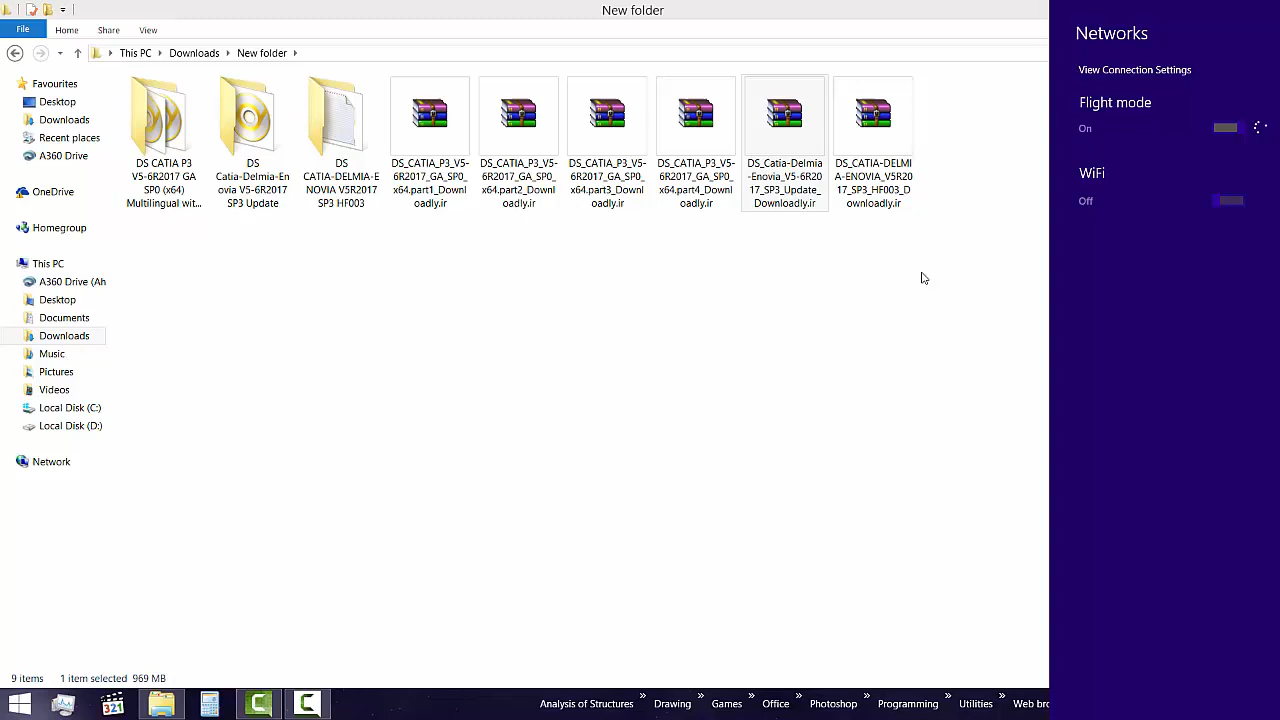 New folder
File
Home
Share
View
This PC
Downloads
New folder
Favourites
Desktop
Downloads
Recent places
A360 Drive
OneDrive
Homegroup
This PC
A360 Drive (Ah
Desktop
Documents
Downloads
Music
Pictures
Videos
Local Disk (C:)
Local Disk (D:)
Network
DS CATIA P3
V5-6R2017 GA
SP0 (x64)
Multilingual wit...
DS
Catia-Delmia-En
ovia V5-6R2017
SP3 Update
DS
CATIA-DELMIA-E
NOVIA V5R2017
SP3 HF003
DS_CATIA_P3_V5-
6R2017_GA_SP0_
x64.part1_Downl
oadly.ir
DS_CATIA_P3_V5-
6R2017_GA_SP0_
x64.part2_Downl
oadly.ir
DS_CATIA_P3_V5-
6R2017_GA_SP0_
x64.part3_Downl
oadly.ir
DS_CATIA_P3_V5-
6R2017_GA_SP0_
x64.part4_Downl
oadly.ir
DS_Catia-Delmia
-Enovia_V5-6R20
17_SP3_Update_
Downloadly.ir
DS_CATIA-DELMI
A-ENOVIA_V5R20
17_SP3_HF003_D
ownloadly.ir
Networks
View Connection Settings
Flight mode
On
WiFi
Off
9 items
1 item selected 969 MB
321
Analysis of Structures
Drawing
Games
Office
Photoshop
Programming
Utilities
Web bro